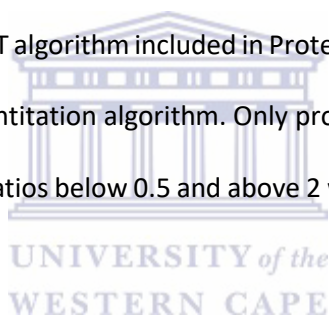 T algorithm included in Prote
ntitation algorithm. Only pro
atios below 0.5 and above 2
UNIVERSITY of the
WESTERN CAPE